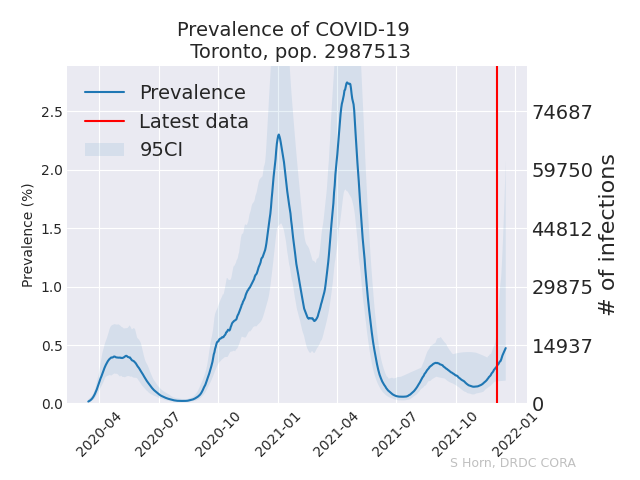 Prevalence of COVID-19
Toronto, pop. 2987513
Prevalence
Latest data
95CI
Prevalence (%)
2.5
2.0
1.5
1.0
0.5
0.0
74687
59750
44812
29875
14937
0
# of infections
2020-04
2020-07
2020-10
2021-01
2021-04
2021-07
2021-10
2022-01
S Horn, DRDC CORA